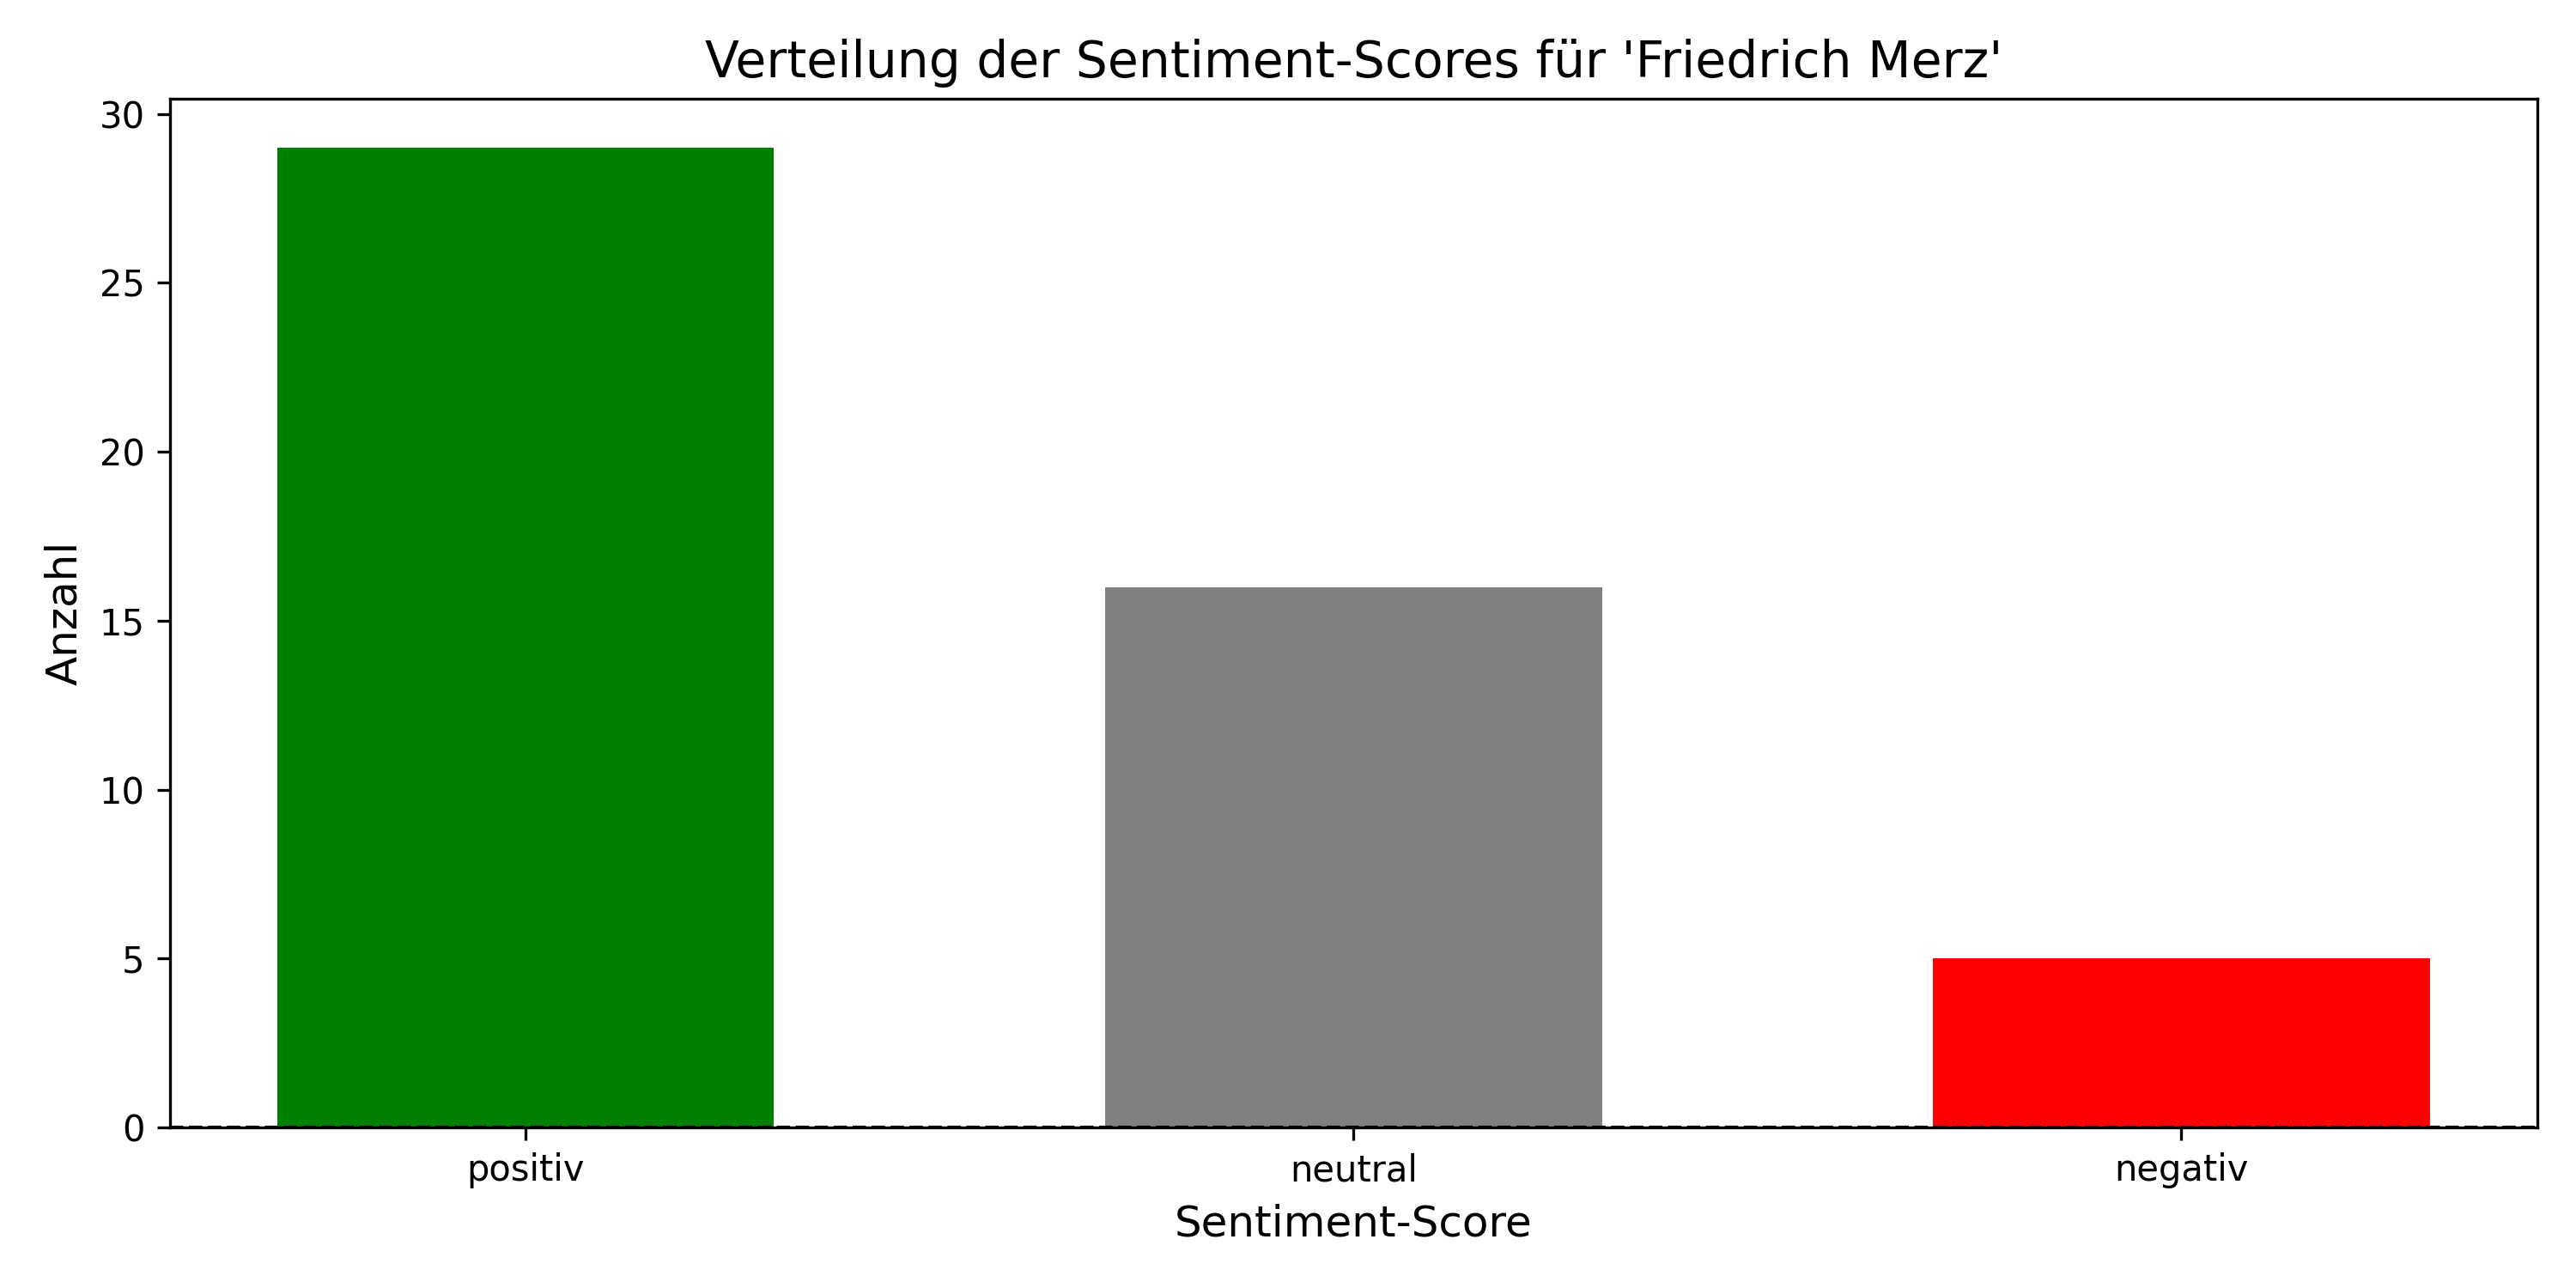 Verteilung der Sentiment-Scores für 'Friedrich Merz'
30
25
20
15
10
5
0
Anzahl
positiv
neutral
negativ
Sentiment-Score